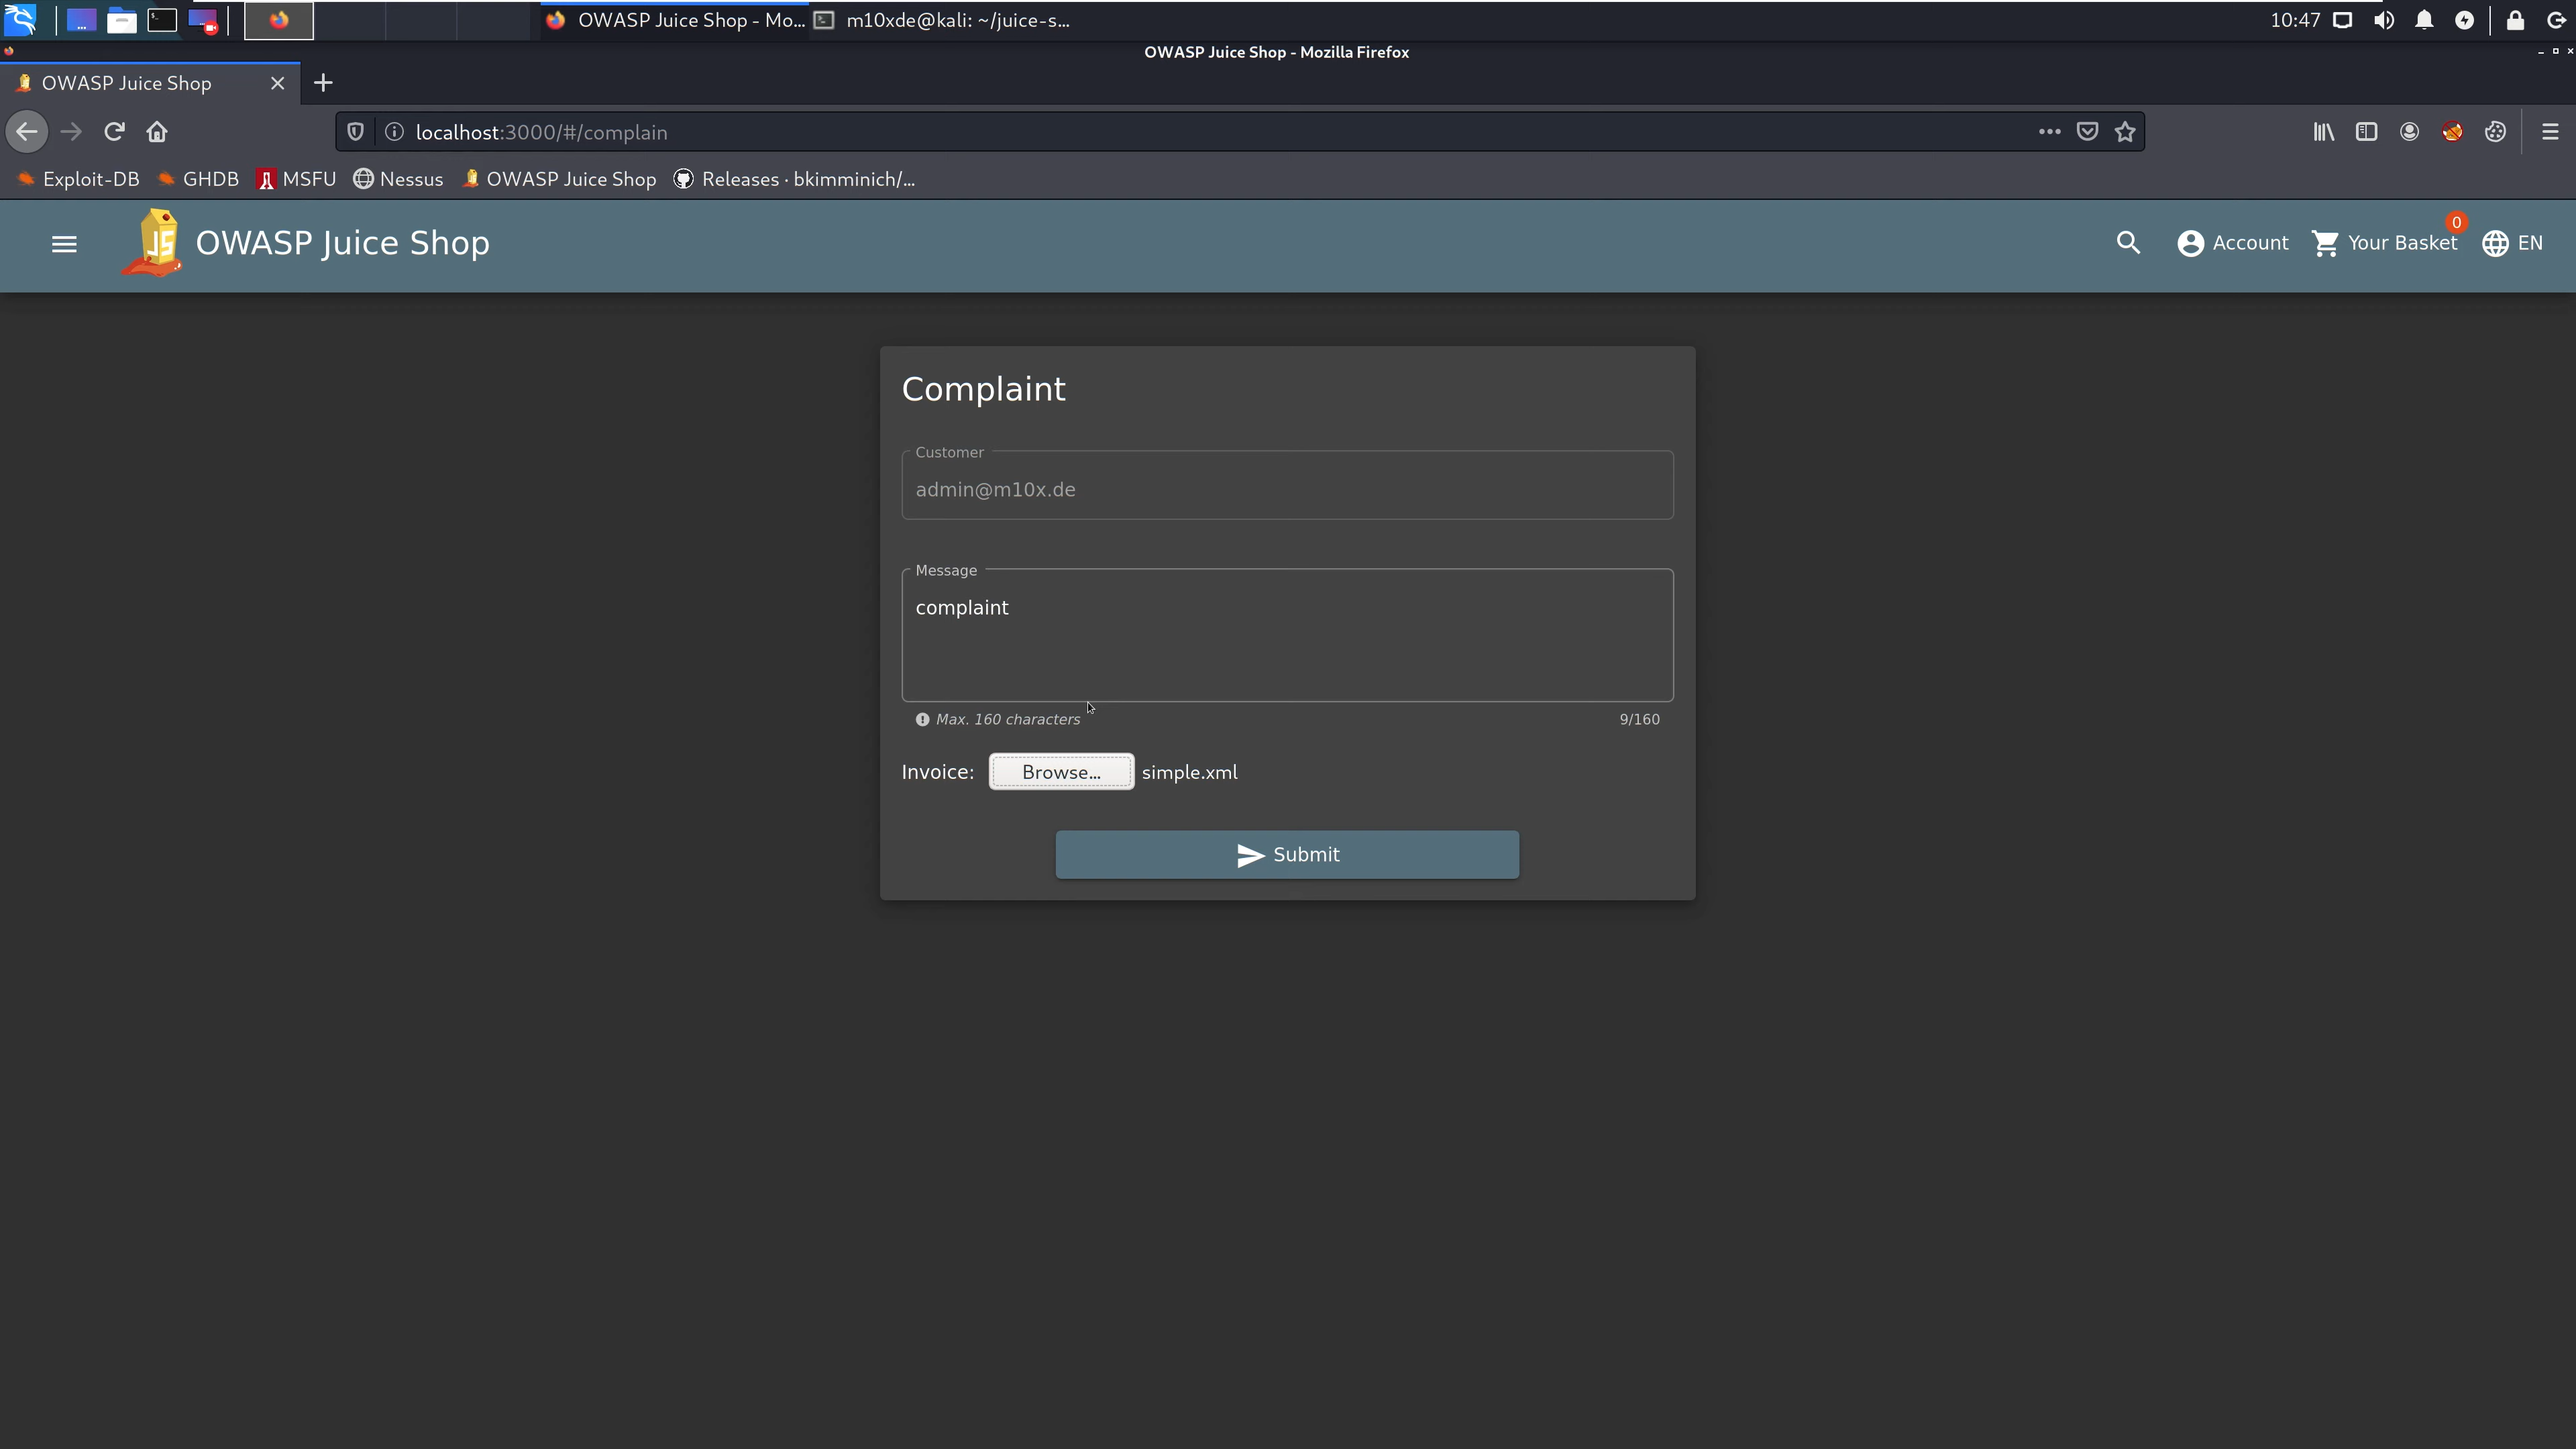 OWASP Juice Shop - Mo...
m10xde@kali: ~/juice-s...
10:47
OWASP Juice Shop - Mozilla Firefox
OWASP Juice Shop
localhost:3000/#/complain
Exploit-DB
GHDB
MSFU
Nessus
OWASP Juice Shop
Releases · bkimminich/...
JS
OWASP Juice Shop
Account
Your Basket
0
EN
Complaint
Customer
admin@m10x.de
Message
complaint
Max. 160 characters
9/160
Invoice:
Browse...
simple.xml
Submit